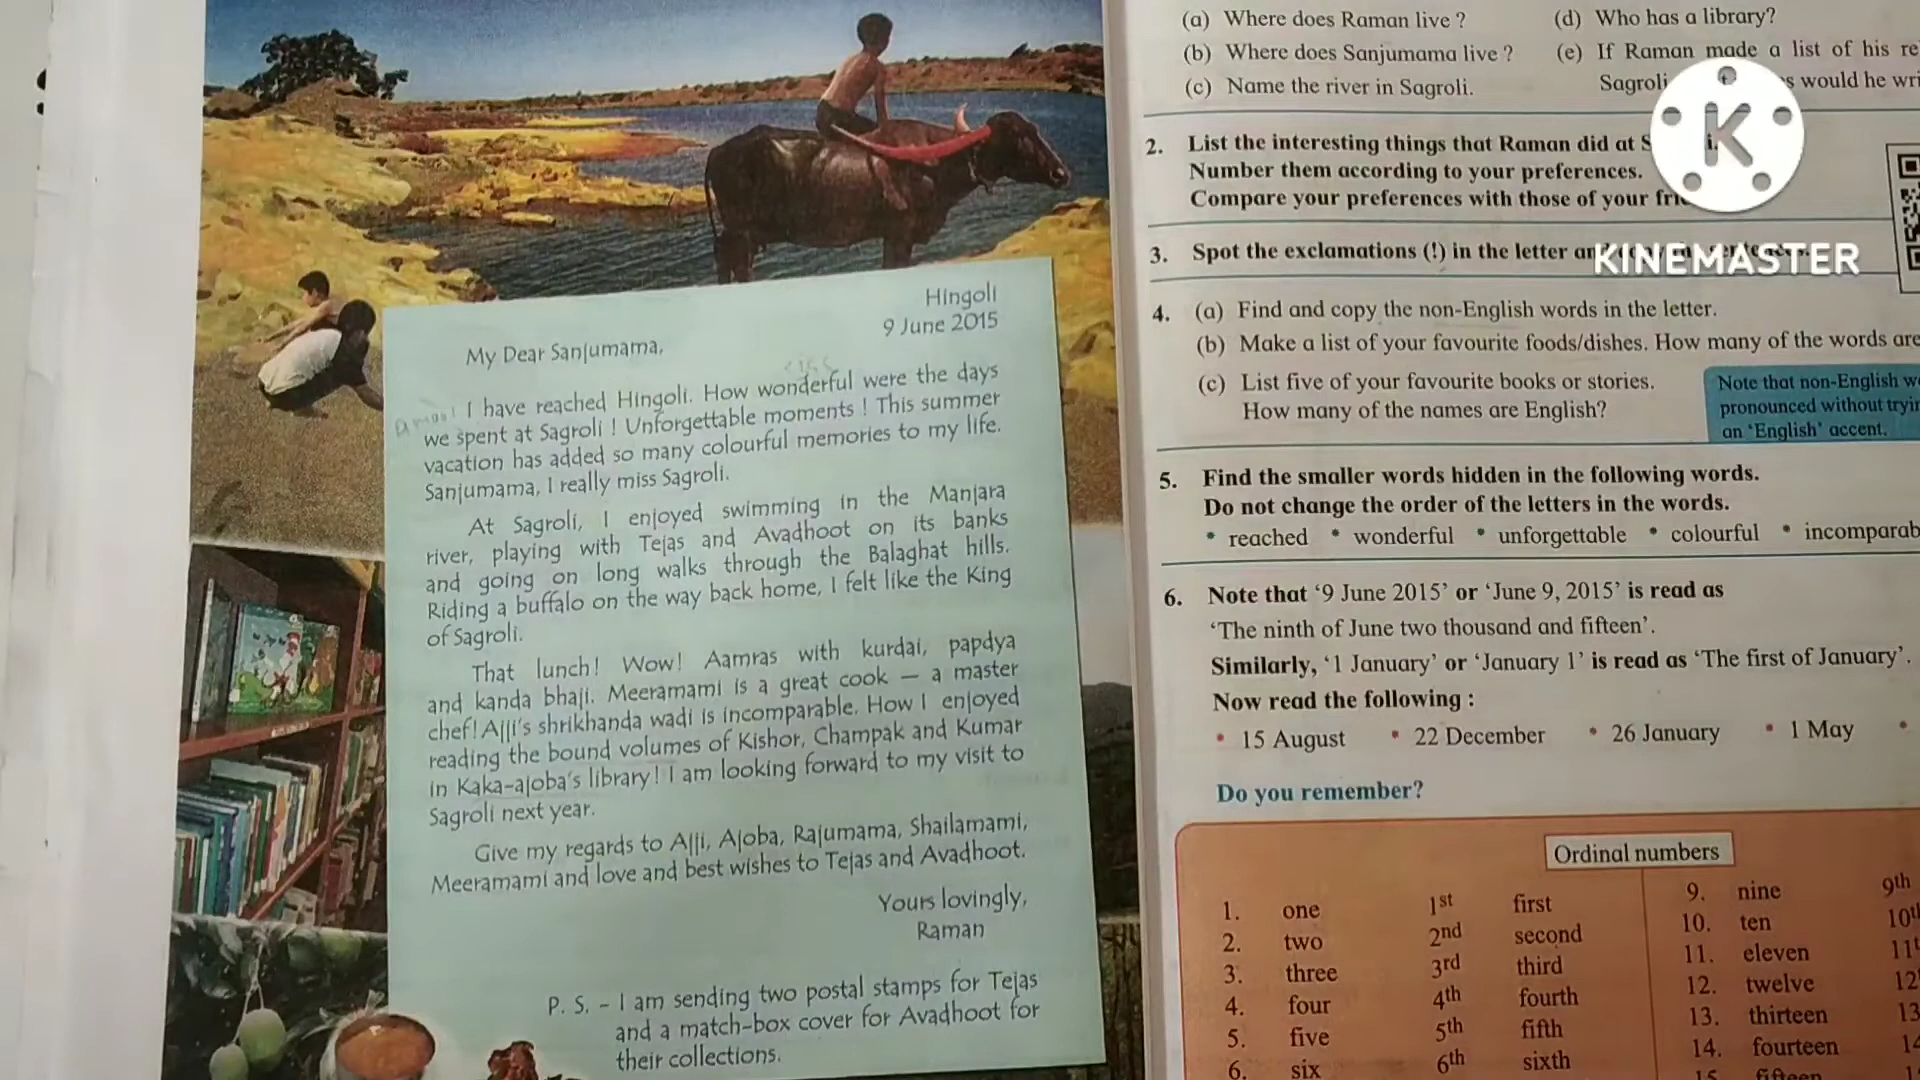 Hingoli
9 June 2015
My Dear Sanjumama,
I have reached Hingoli. How wonderful were the days
we spent at Sagroli ! Unforgettable moments ! This summer
vacation has added so many colourful memories to my life.
Sanjumama, I really miss Sagroli.
At Sagroli, I enjoyed swimming in the Manjara
river, playing with Tejas and Avadhoot on its banks
and going on long walks through the Balaghat hills.
Riding a buffalo on the way back home, I felt like the King
of Sagroli.
That lunch! Wow! Aamras with kurdai, papdya
and kanda bhaji. Meeramami is a great cook – a master
chef! Ajji's shrikhanda wadi is incomparable. How I enjoyed
reading the bound volumes of Kishor, Champak and Kumar
in Kaka-ajoba's library! I am looking forward to my visit to
Sagroli next year.
Give my regards to Ajji, Ajoba, Rajumama, Shailamami,
Meeramami and love and best wishes to Tejas and Avadhoot.
Yours lovingly,
Raman
P. S. – I am sending two postal stamps for Tejas
and a match-box cover for Avadhoot for
their collections.
(a) Where does Raman live ? (d) Who has a library?
(b) Where does Sanjumama live ? (e) If Raman made a list of his
(c) Name the river in Sagroli. Sagroli would he
2. List the interesting things that Raman did at
Number them according to your preferences.
Compare your preferences with those of your
K
3. Spot the exclamations (!) in the letter
KINEMASTER
4. (a) Find and copy the non-English words in the letter.
(b) Make a list of your favourite foods/dishes. How many of the words are
(c) List five of your favourite books or stories.
How many of the names are English?
Note that non-English
pronounced without
an 'English' accent.
5. Find the smaller words hidden in the following words.
Do not change the order of the letters in the words.
* reached * wonderful * unforgettable * colourful * incomparab
6. Note that '9 June 2015' or 'June 9, 2015' is read as
'The ninth of June two thousand and fifteen'.
Similarly, '1 January' or 'January 1' is read as 'The first of January'.
Now read the following :
* 15 August * 22 December * 26 January * 1 May *
Do you remember?
Ordinal numbers
1. one 1st first 9. nine 9th
2. two 2nd second 10. ten 10th
3. three 3rd third 11. eleven
4. four 4th fourth 12. twelve
5. five 5th fifth 13. thirteen
6. six 6th sixth 14. fourteen
15. fifteen